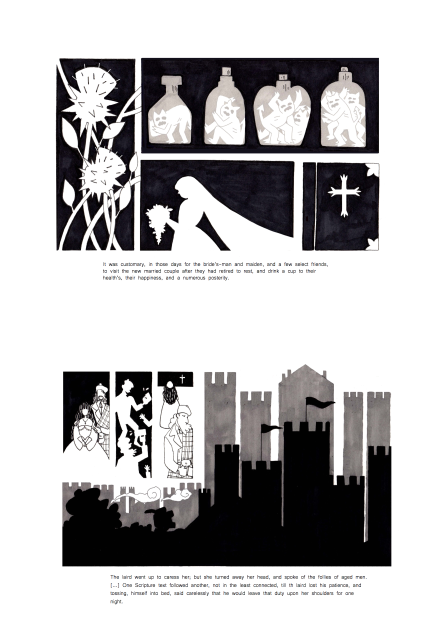 It was customary, in those days for the bride's-man and maiden, and a few select friends,
to visit the new married couple after they had retired to rest, and drink a cup to their
health's, their happiness, and a numerous posterity.
The laird went up to caress her; but she turned away her head, and spoke of the follies of aged men.
[...] One Scripture text followed another, not in the least connected, till th laird lost his patience, and
tossing, himself into bed, said carelessly that he would leave that duty upon her shoulders for one
night.